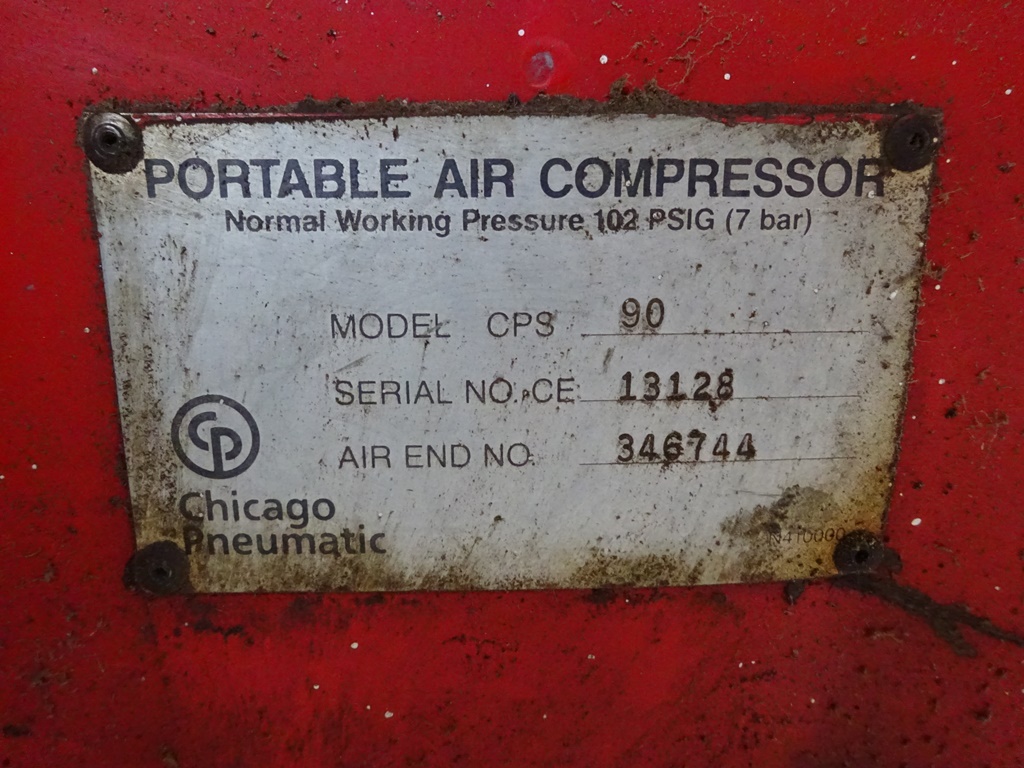 PORTABLE AIR COMPRESSOR
Normal Working Pressure 102 PSIG (7 bar)
MODEL CPS 90
SERIAL NO. CE 13128
AIR END NO. 346744
CP
Chicago
Pneumatic